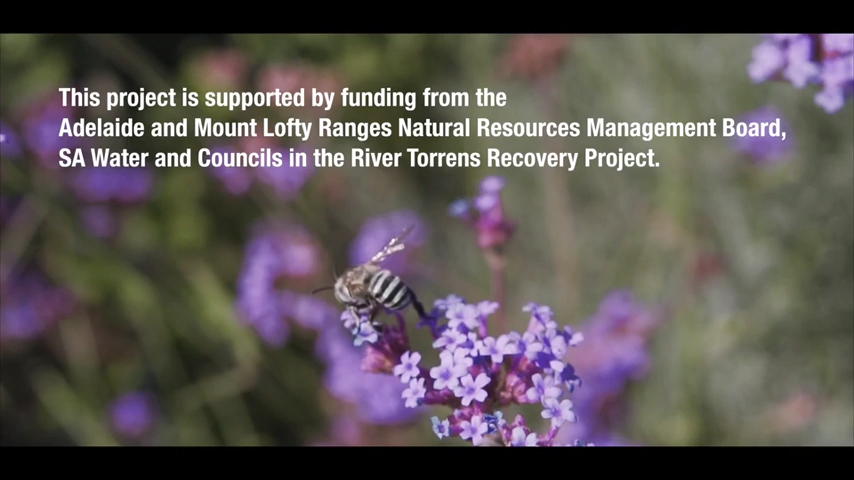 This project is supported by funding from the
Adelaide and Mount Lofty Ranges Natural Resources Management Board,
SA Water and Councils in the River Torrens Recovery Project.